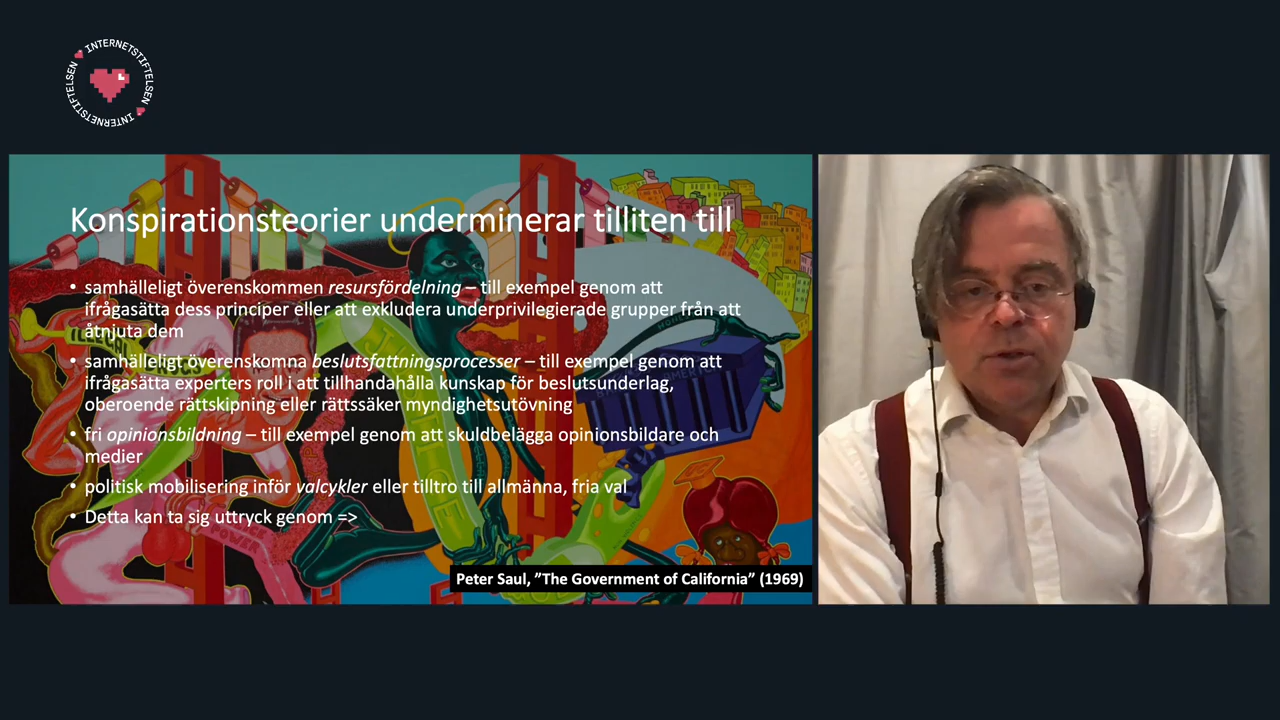 INTERNETSTIFTELSEN
INTERNETSTIFTELSEN
Konspirationsteorier underminerar tilliten till
• samhälleligt överenskommen resursfördelning – till exempel genom att
ifrågasätta dess principer eller att exkludera underprivilegierade grupper från att
åtnjuta dem
• samhälleligt överenskomna beslutsfattningsprocesser – till exempel genom att
ifrågasätta experters roll i att tillhandahålla kunskap för beslutsunderlag,
oberoende rättskipning eller rättssäker myndighetsutövning
• fri opinionsbildning – till exempel genom att skuldbelägga opinionsbildare och
medier
• politisk mobilisering inför valcykler eller tilltro till allmänna, fria val
• Detta kan ta sig uttryck genom =>
Peter Saul, ”The Government of California” (1969)